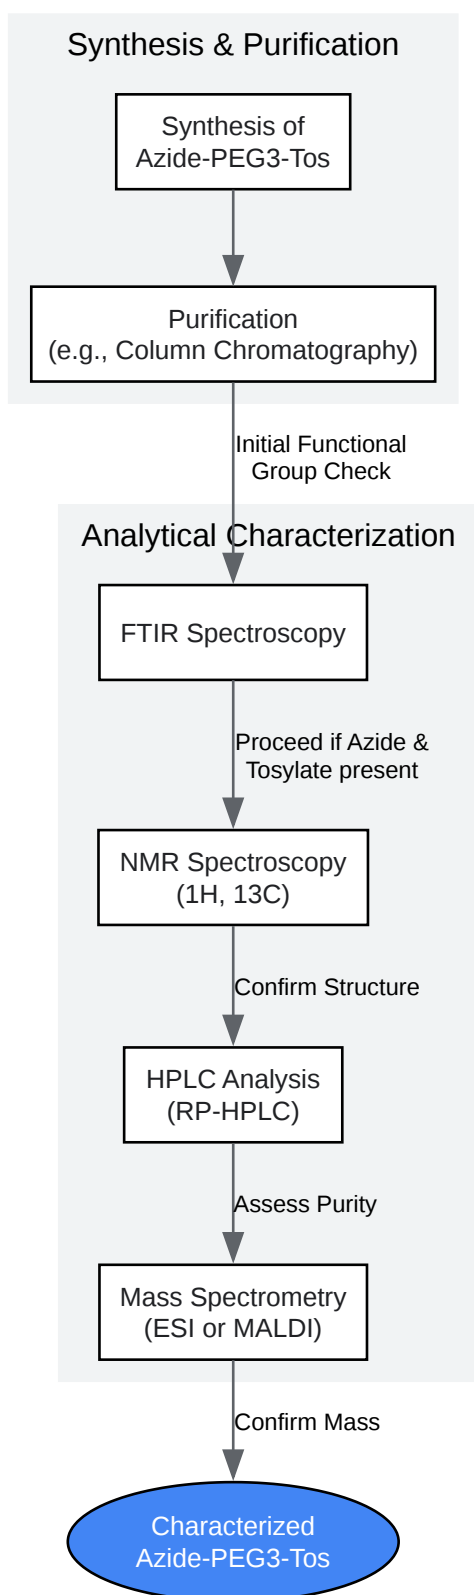 Synthesis & Purification
Synthesis of
Azide-PEG3-Tos
Purification
(e.g., Column Chromatography)
Initial Functional
Group Check
Analytical Characterization
FTIR Spectroscopy
Proceed if Azide &
Tosylate present
NMR Spectroscopy
(1H, 13C)
Confirm Structure
HPLC Analysis
(RP-HPLC)
Assess Purity
Mass Spectrometry
(ESI or MALDI)
Confirm Mass
Characterized
Azide-PEG3-Tos